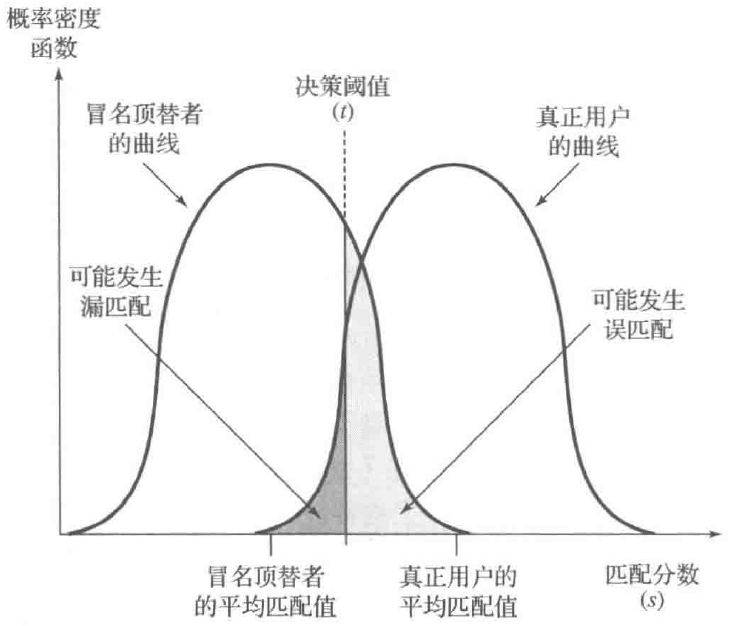 概率密度
函数
决策阈值
(t)
冒名顶替者
的曲线
真正用户
的曲线
可能发生
漏匹配
可能发生
误匹配
冒名顶替者
的平均匹配值
真正用户的
平均匹配值
匹配分数
(s)